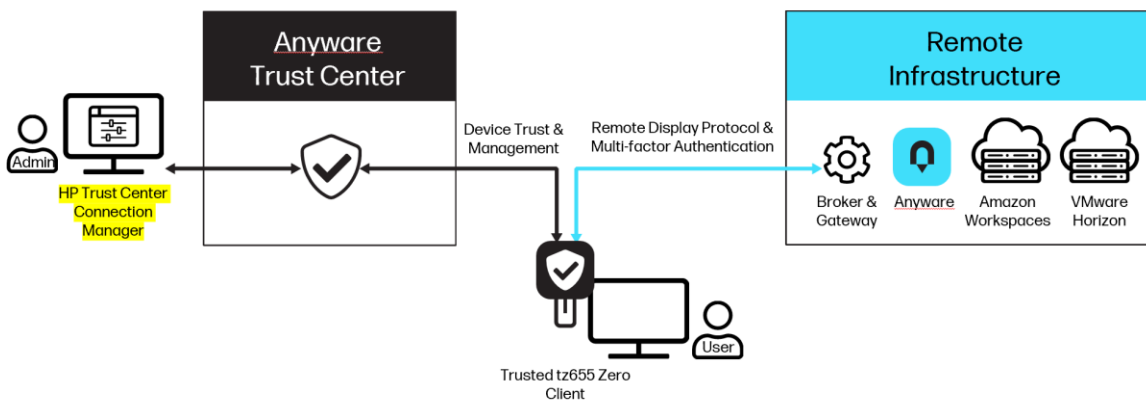 Anyware
Trust Center
Remote
Infrastructure
Admin
HP Trust Center
Connection
Manager
Device Trust &
Management
Remote Display Protocol &
Multi-factor Authentication
Broker &
Gateway
Anyware
Amazon
Workspaces
VMware
Horizon
User
Trusted tz655 Zero
Client